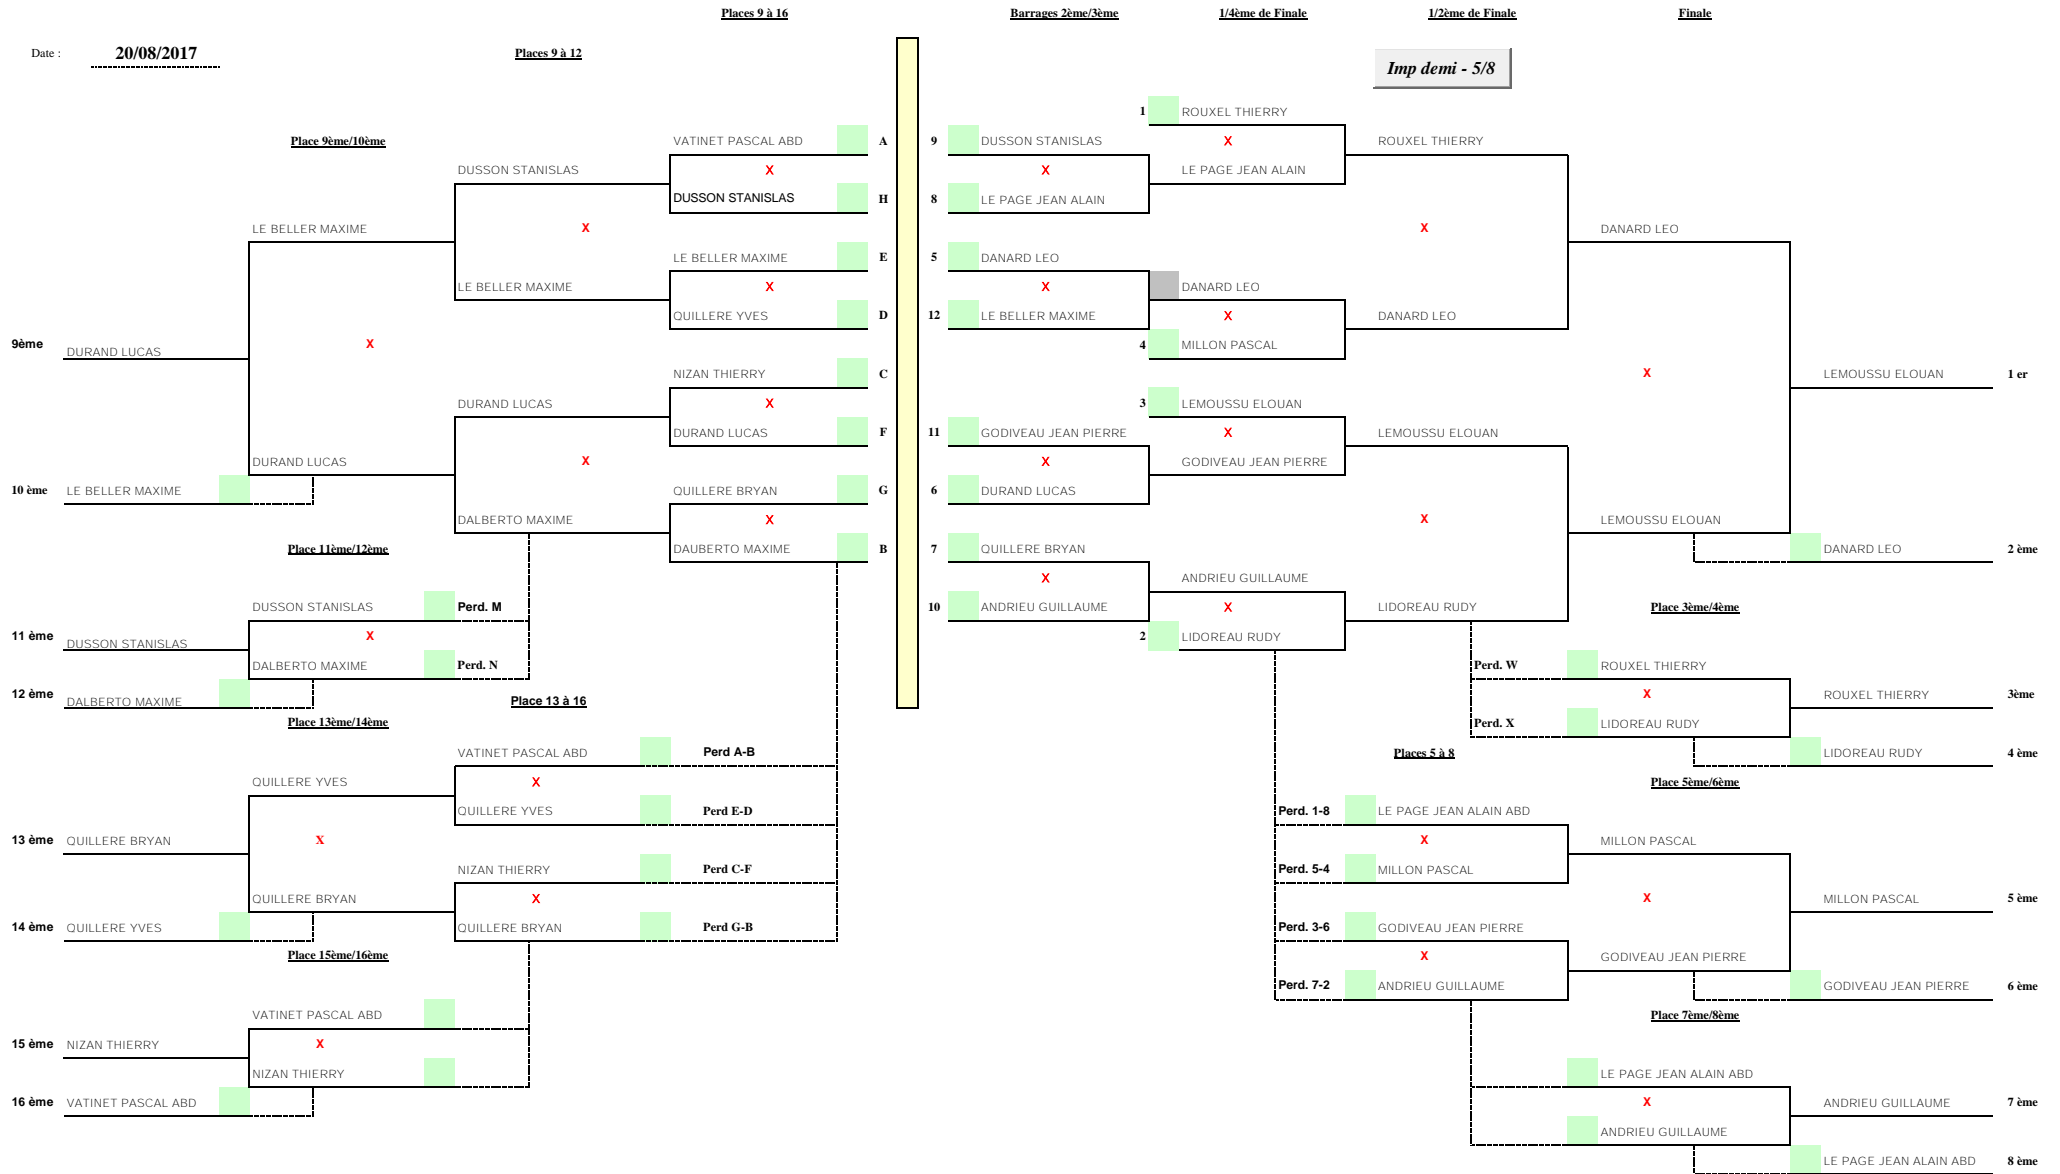 Places 9 à 16 Barrages 2ème/3ème 1/4ème de Finale 1/2ème de Finale Finale
Date : 20/08/2017 Places 9 à 12
Imp demi - 5/8
1 ROUXEL THIERRY
Place 9ème/10ème VATINET PASCAL ABD A 9 DUSSON STANISLAS X ROUXEL THIERRY
DUSSON STANISLAS X X LE PAGE JEAN ALAIN
DUSSON STANISLAS H 8 LE PAGE JEAN ALAIN
LE BELLER MAXIME X X DANARD LEO
LE BELLER MAXIME E 5 DANARD LEO
LE BELLER MAXIME X X DANARD LEO
QUILLERE YVES D 12 LE BELLER MAXIME X DANARD LEO
9ème DURAND LUCAS X 4 MILLON PASCAL
NIZAN THIERRY C X LEMOUSSU ELOUAN 1 er
DURAND LUCAS X 3 LEMOUSSU ELOUAN
DURAND LUCAS F 11 GODIVEAU JEAN PIERRE X LEMOUSSU ELOUAN
DURAND LUCAS X X GODIVEAU JEAN PIERRE
10 ème LE BELLER MAXIME QUILLERE BRYAN G 6 DURAND LUCAS
DALBERTO MAXIME X X LEMOUSSU ELOUAN
Place 11ème/12ème DAUBERTO MAXIME B 7 QUILLERE BRYAN DANARD LEO 2 ème
X ANDRIEU GUILLAUME
DUSSON STANISLAS Perd. M 10 ANDRIEU GUILLAUME X LIDOREAU RUDY Place 3ème/4ème
11 ème DUSSON STANISLAS X 2 LIDOREAU RUDY
DALBERTO MAXIME Perd. N Perd. W ROUXEL THIERRY
12 ème DALBERTO MAXIME Place 13 à 16 X ROUXEL THIERRY 3ème
Place 13ème/14ème Perd. X LIDOREAU RUDY
VATINET PASCAL ABD Perd A-B Places 5 à 8 LIDOREAU RUDY 4 ème
QUILLERE YVES X Place 5ème/6ème
QUILLERE YVES Perd E-D Perd. 1-8 LE PAGE JEAN ALAIN ABD
13 ème QUILLERE BRYAN X X MILLON PASCAL
NIZAN THIERRY Perd C-F Perd. 5-4 MILLON PASCAL
QUILLERE BRYAN X X MILLON PASCAL 5 ème
14 ème QUILLERE YVES QUILLERE BRYAN Perd G-B Perd. 3-6 GODIVEAU JEAN PIERRE
Place 15ème/16ème X GODIVEAU JEAN PIERRE
Perd. 7-2 ANDRIEU GUILLAUME GODIVEAU JEAN PIERRE 6 ème
VATINET PASCAL ABD Place 7ème/8ème
15 ème NIZAN THIERRY X
NIZAN THIERRY LE PAGE JEAN ALAIN ABD
16 ème VATINET PASCAL ABD X ANDRIEU GUILLAUME 7 ème
ANDRIEU GUILLAUME
LE PAGE JEAN ALAIN ABD 8 ème